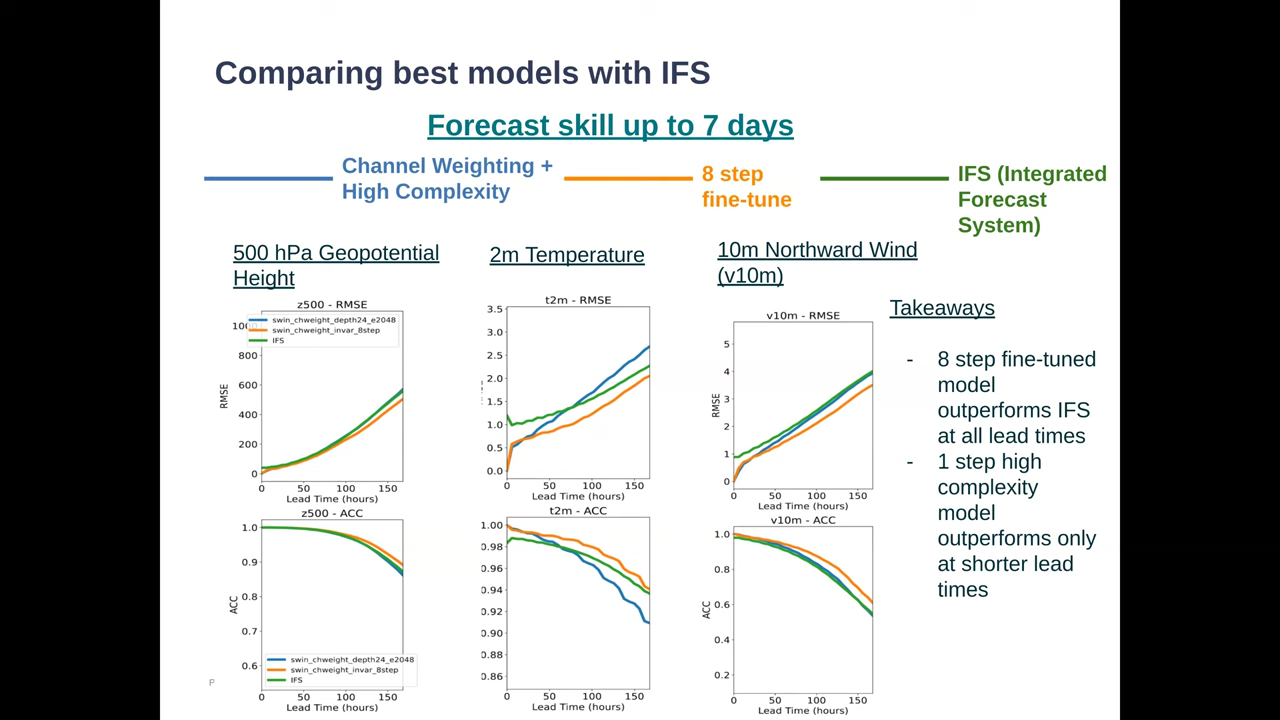 Comparing best models with IFS
Forecast skill up to 7 days
Channel Weighting +
High Complexity
8 step
fine-tune
IFS (Integrated
Forecast
System)
500 hPa Geopotential
Height
2m Temperature
10m Northward Wind
(v10m)
Takeaways
- 8 step fine-tuned
model
outperforms IFS
at all lead times
- 1 step high
complexity
model
outperforms only
at shorter lead
times
z500 - RMSE
swin_chweight_depth24_e2048
swin_chweight_invar_8step
IFS
800
600
400
200
0
RMSE
0 50 100 150
Lead Time (hours)
t2m - RMSE
3.5
3.0
2.5
2.0
1.5
1.0
0.5
0.0
0 50 100 150
Lead Time (hours)
v10m - RMSE
5
4
3
2
1
0
RMSE
0 50 100 150
Lead Time (hours)
z500 - ACC
1.0
0.9
0.8
0.7
0.6
ACC
swin_chweight_depth24_e2048
swin_chweight_invar_8step
IFS
0 50 100 150
Lead Time (hours)
t2m - ACC
1.00
0.98
0.96
0.94
0.92
0.90
0.88
0.86
0 50 100 150
Lead Time (hours)
v10m - ACC
1.0
0.8
0.6
0.4
0.2
ACC
0 50 100 150
Lead Time (hours)
P